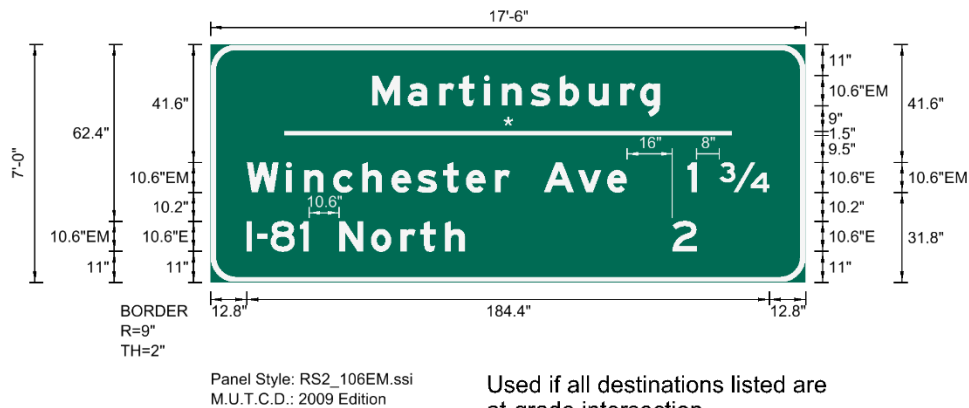 17'-6"
11"
10.6"EM
41.6"
41.6"
Martinsburg
9"
*
62.4"
1.5"
16"
8"
9.5"
7'-0"
10.6"EM
Winchester Ave 1 3/4
10.6"E
10.6"EM
10.2"
10.6"
10.2"
10.6"EM
10.6"E
I-81 North 2
10.6"E
31.8"
11"
11"
11"
12.8"
184.4"
12.8"
BORDER
R=9"
TH=2"
Panel Style: RS2_106EM.ssi
M.U.T.C.D.: 2009 Edition
Used if all destinations listed are
at-grade intersection